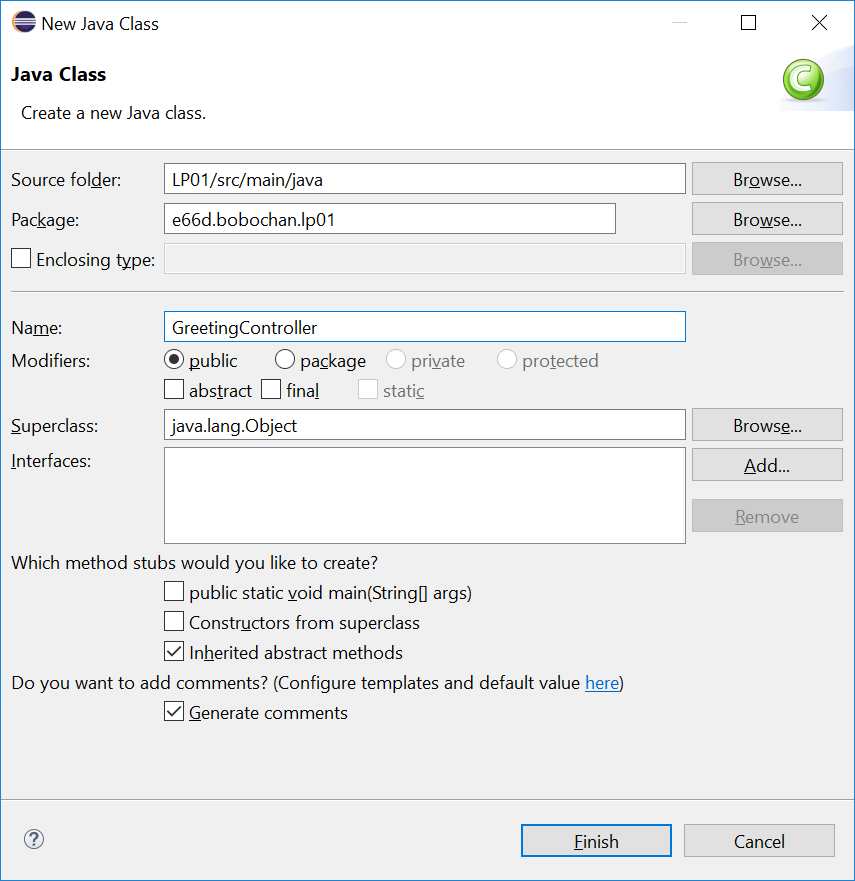 New Java Class
Java Class
Create a new Java class.
Source folder: LP01/src/main/java Browse...
Package: e66d.bobochan.lp01 Browse...
Enclosing type: Browse...
Name: GreetingController
Modifiers: public package private protected
abstract final static
Superclass: java.lang.Object Browse...
Interfaces: Add...
Remove
Which method stubs would you like to create?
public static void main(String[] args)
Constructors from superclass
Inherited abstract methods
Do you want to add comments? (Configure templates and default value here)
Generate comments
? Finish Cancel